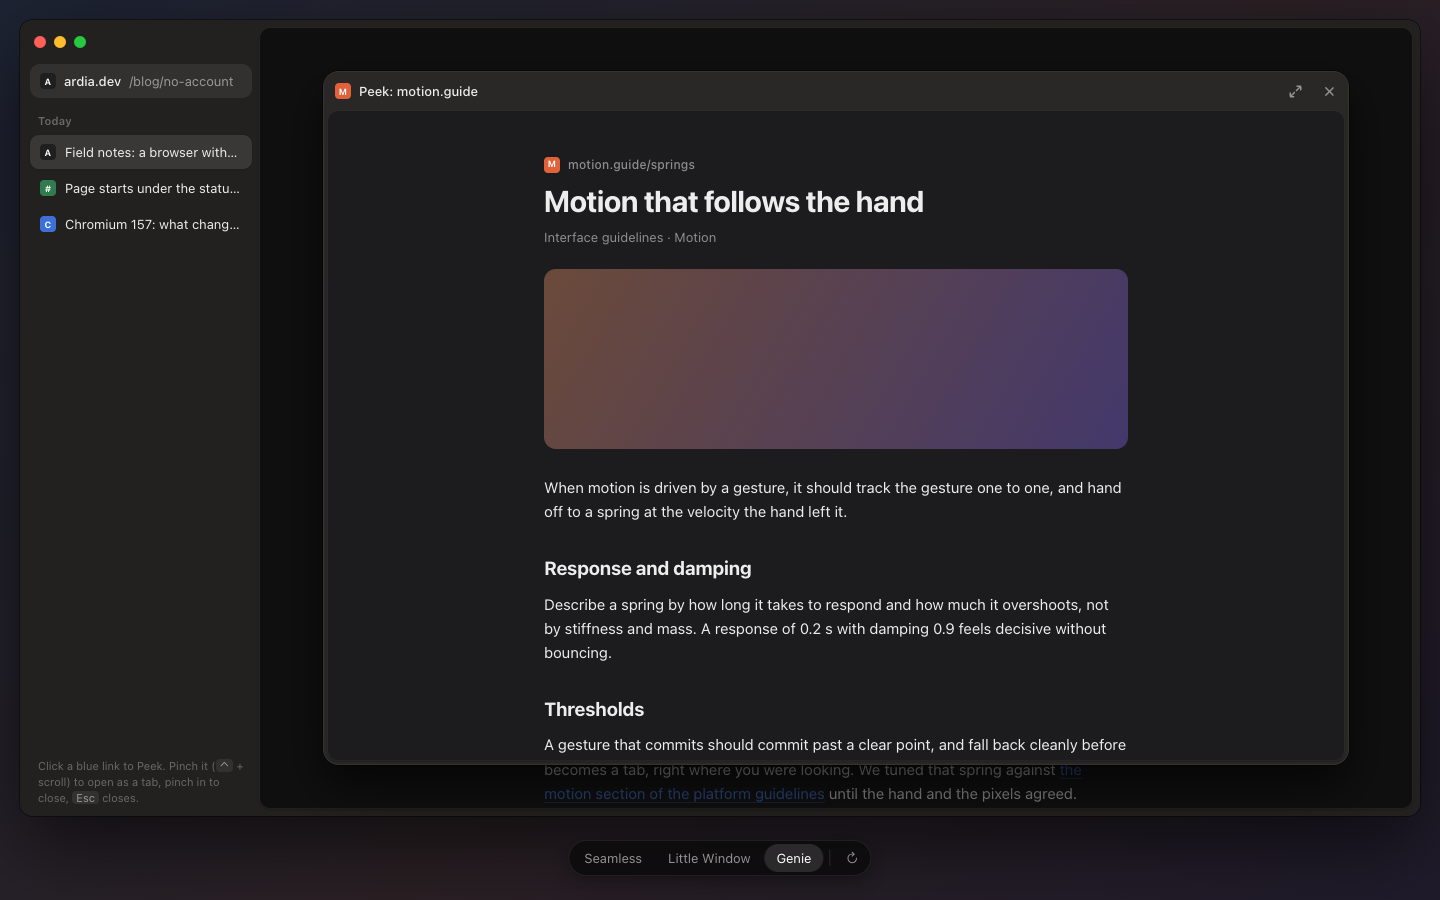 A ardia.dev /blog/no-account
Today
A Field notes: a browser with...
# Page starts under the statu...
C Chromium 157: what chang...
Click a blue link to Peek. Pinch it (^ +
scroll) to open as a tab, pinch in to
close, Esc closes.
M Peek: motion.guide
M motion.guide/springs
Motion that follows the hand
Interface guidelines · Motion
When motion is driven by a gesture, it should track the gesture one to one, and hand
off to a spring at the velocity the hand left it.
Response and damping
Describe a spring by how long it takes to respond and how much it overshoots, not
by stiffness and mass. A response of 0.2 s with damping 0.9 feels decisive without
bouncing.
Thresholds
A gesture that commits should commit past a clear point, and fall back cleanly before
becomes a tab, right where you were looking. We tuned that spring against the
motion section of the platform guidelines until the hand and the pixels agreed.
Seamless Little Window Genie